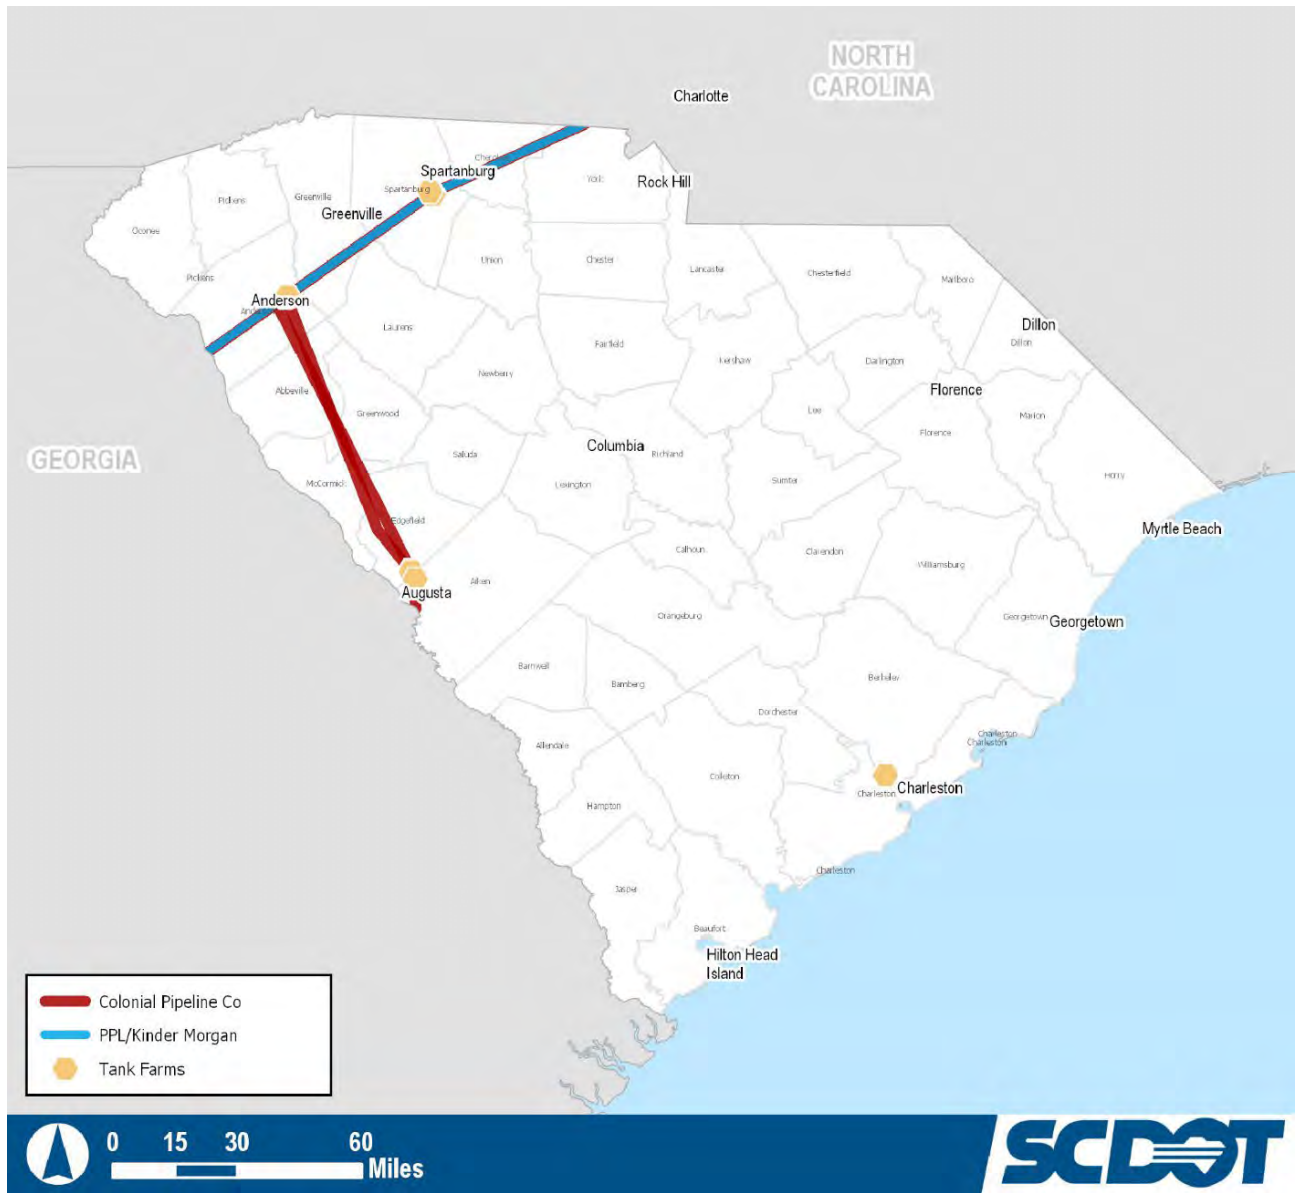 NORTH
CAROLINA
Charlotte
Cherokee
Spartanburg
York
Rock Hill
Spartanburg
Pickens
Greenville
Greenville
Oconee
Union
Chester
Lancaster
Chesterfield
Marlboro
Pickens
Anderson
Dillon
Dillon
Laurens
Fairfield
Kershaw
Darlington
Newberry
Abbeville
Florence
Lee
Greenwood
Marion
Florence
Columbia
Richland
Saluda
GEORGIA
McCormick
Lexington
Sumter
Horry
Edgefield
Myrtle Beach
Calhoun
Clarendon
Williamsburg
Aiken
Augusta
Orangeburg
Georgetown
Georgetown
Barnwell
Bamberg
Berkeley
Dorchester
Charleston
Charleston
Allendale
Colleton
Charleston
Charleston
Hampton
Charleston
Jasper
Beaufort
Hilton Head
Island
Colonial Pipeline Co
PPL/Kinder Morgan
Tank Farms
0 15 30 60
Miles
SCDOT